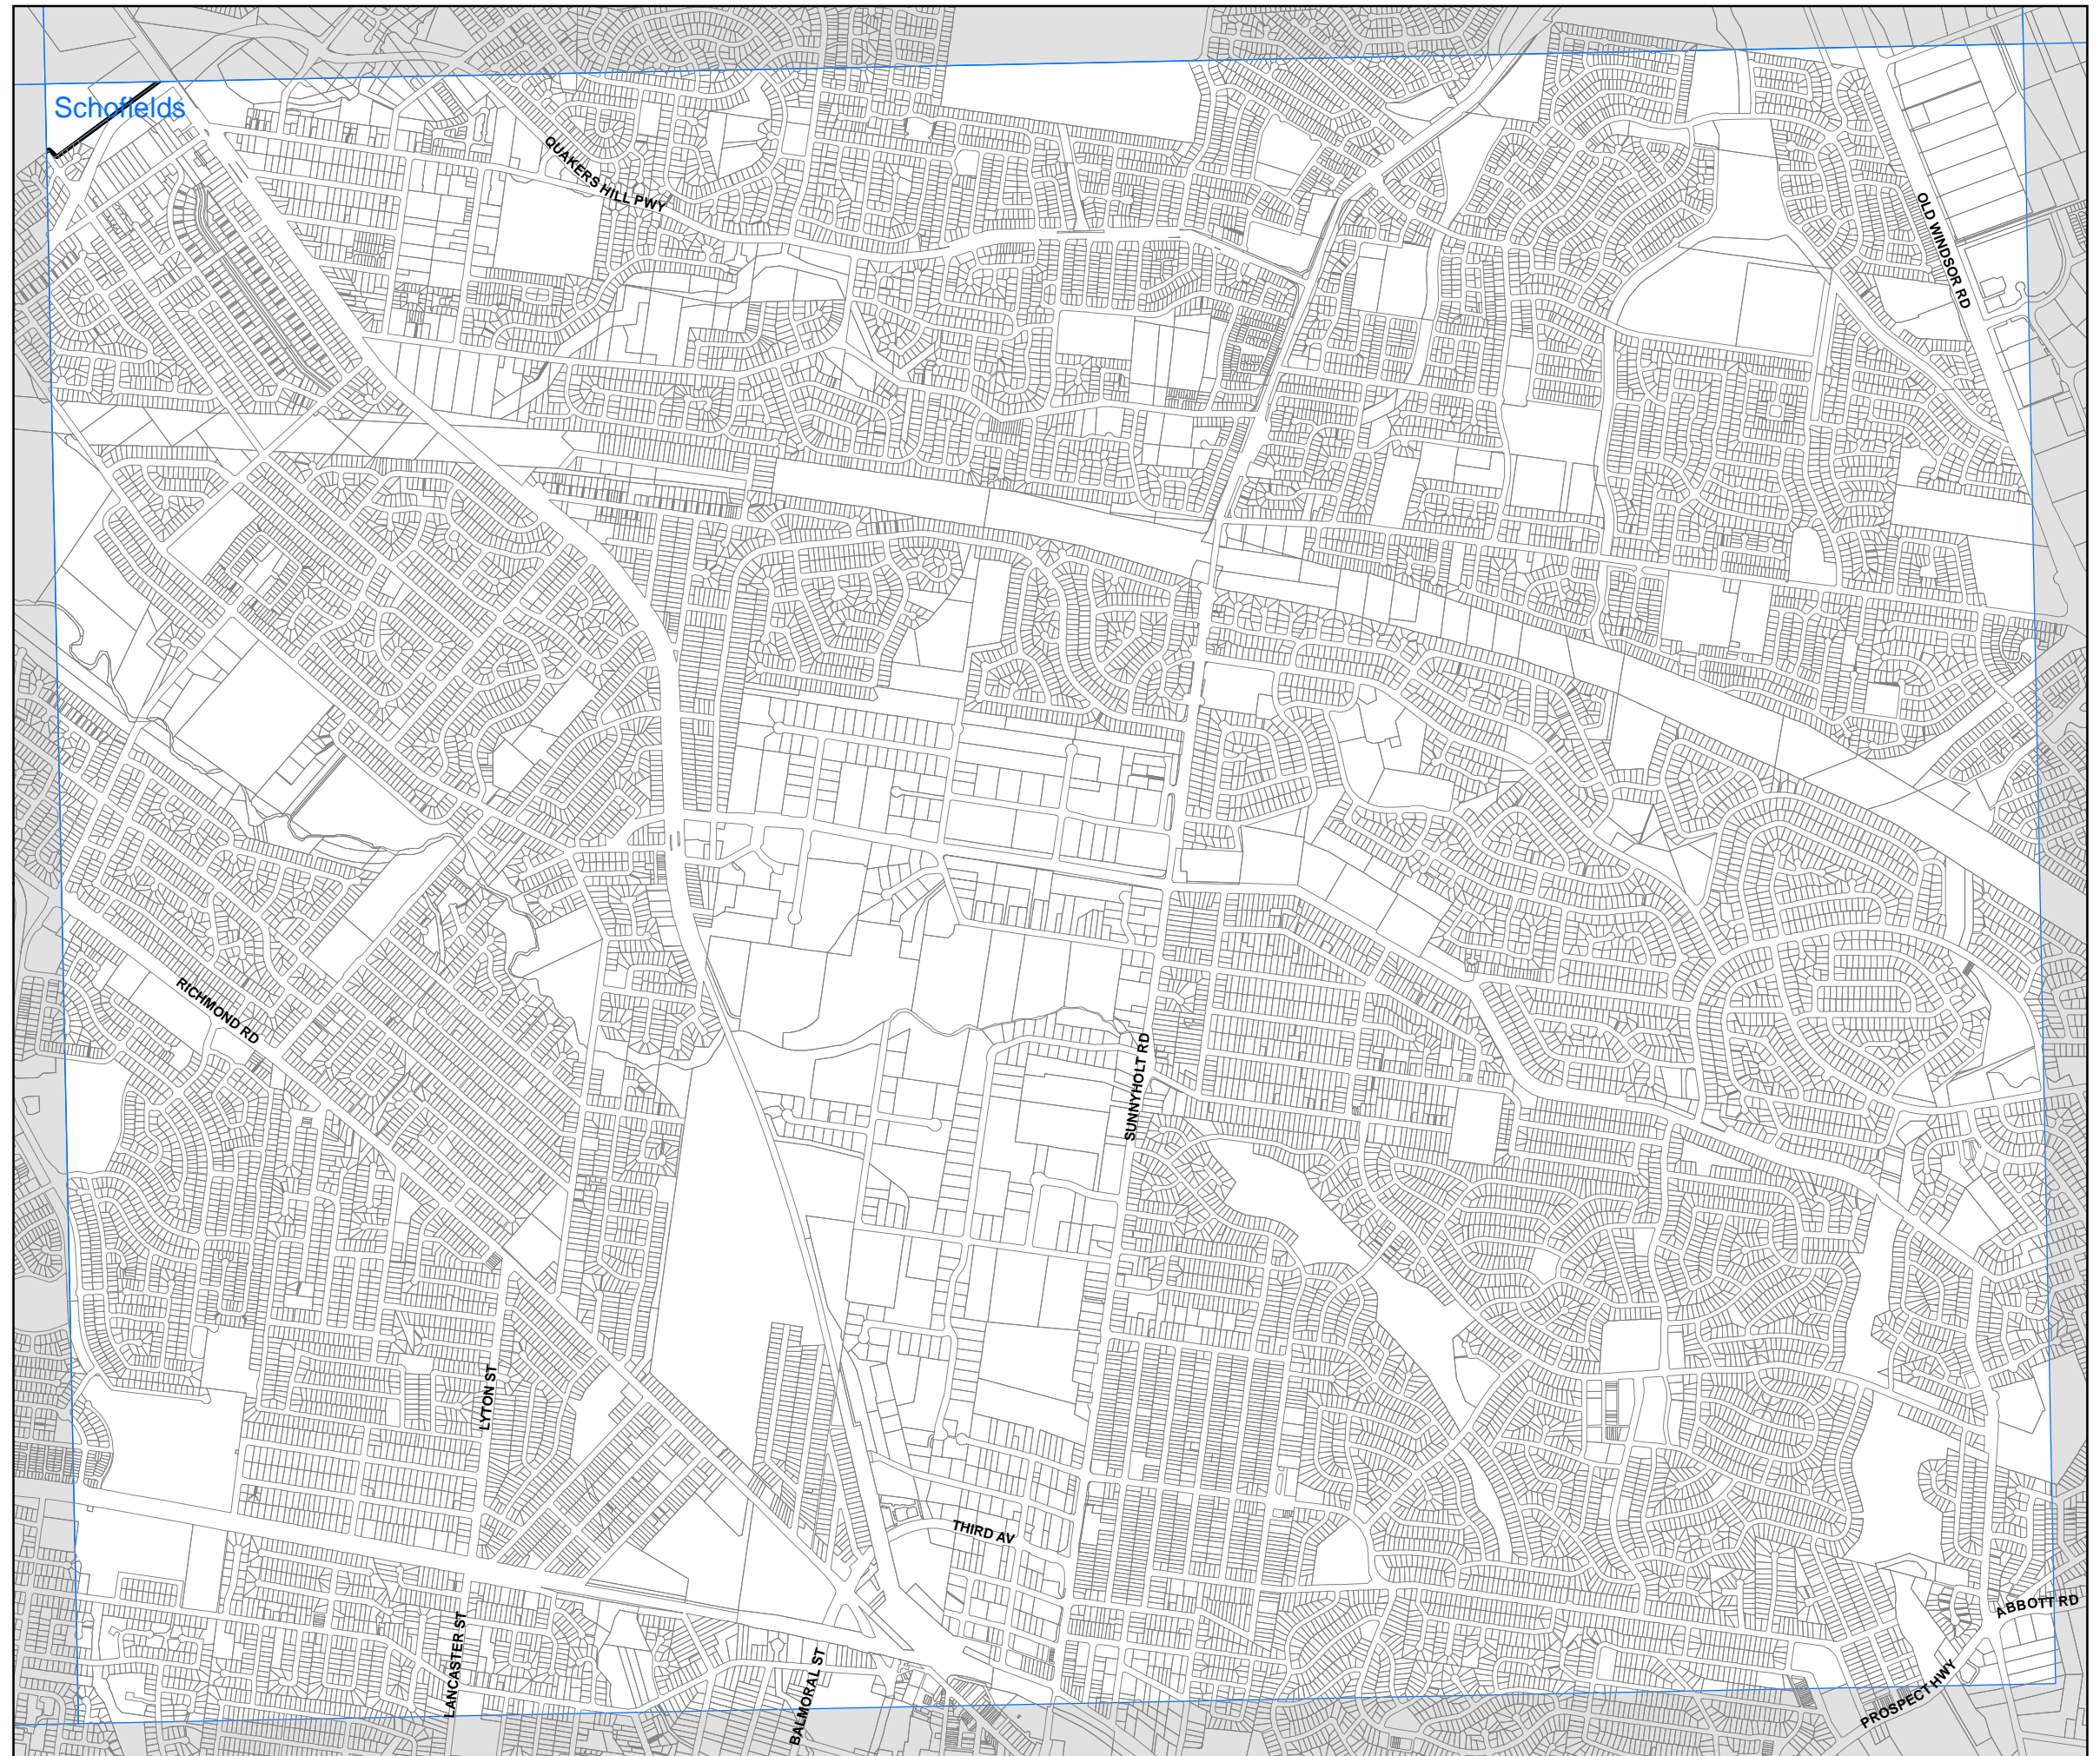 Schofields
QUAKERS HILL PWY
OLD WINDSOR RD
RICHMOND RD
SUNNYHOLT RD
LYTON ST
THIRD AV
LANCASTER ST
BALMORAL ST
ABBOTT RD
PROSPECT HWY